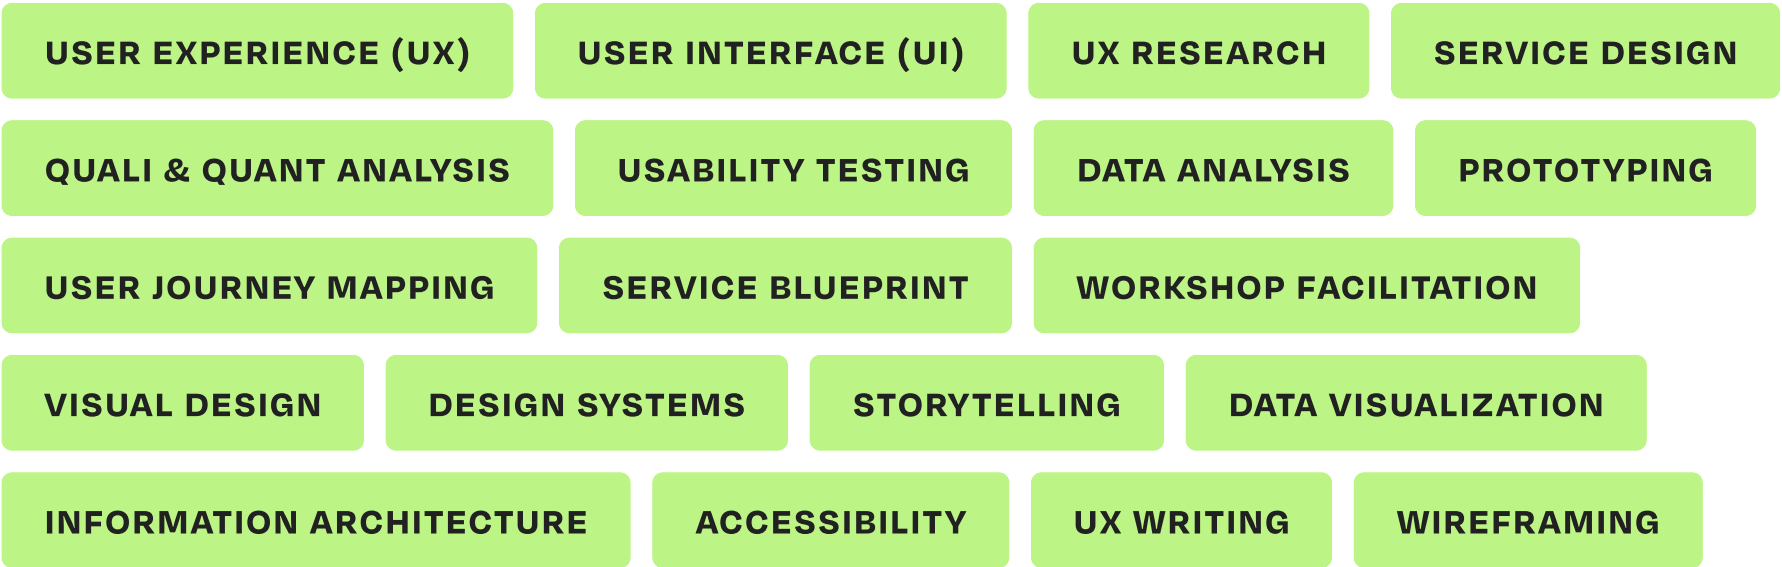 USER EXPERIENCE (UX) USER INTERFACE (UI) UX RESEARCH SERVICE DESIGN
QUALI & QUANT ANALYSIS USABILITY TESTING DATA ANALYSIS PROTOTYPING
USER JOURNEY MAPPING SERVICE BLUEPRINT WORKSHOP FACILITATION
VISUAL DESIGN DESIGN SYSTEMS STORYTELLING DATA VISUALIZATION
INFORMATION ARCHITECTURE ACCESSIBILITY UX WRITING WIREFRAMING